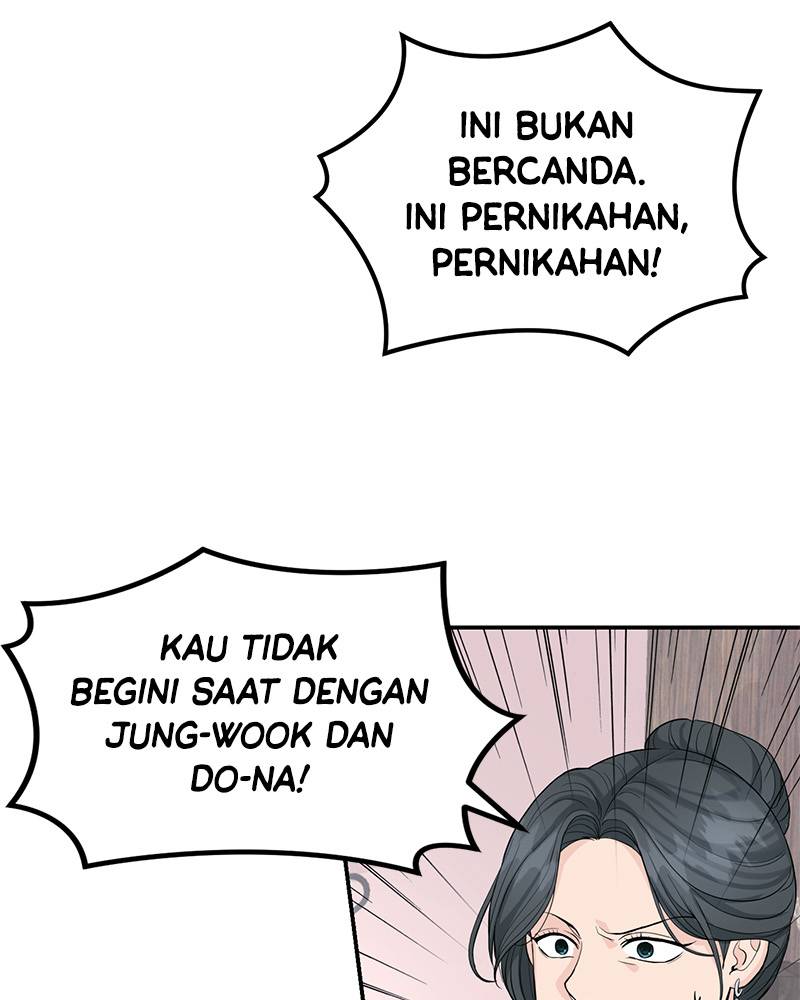 INI BUKAN
BERCANDA.
INI PERNIKAHAN,
PERNIKAHAN!
KAU TIDAK
BEGINI SAAT DENGAN
JUNG-WOOK DAN
DO-NA!